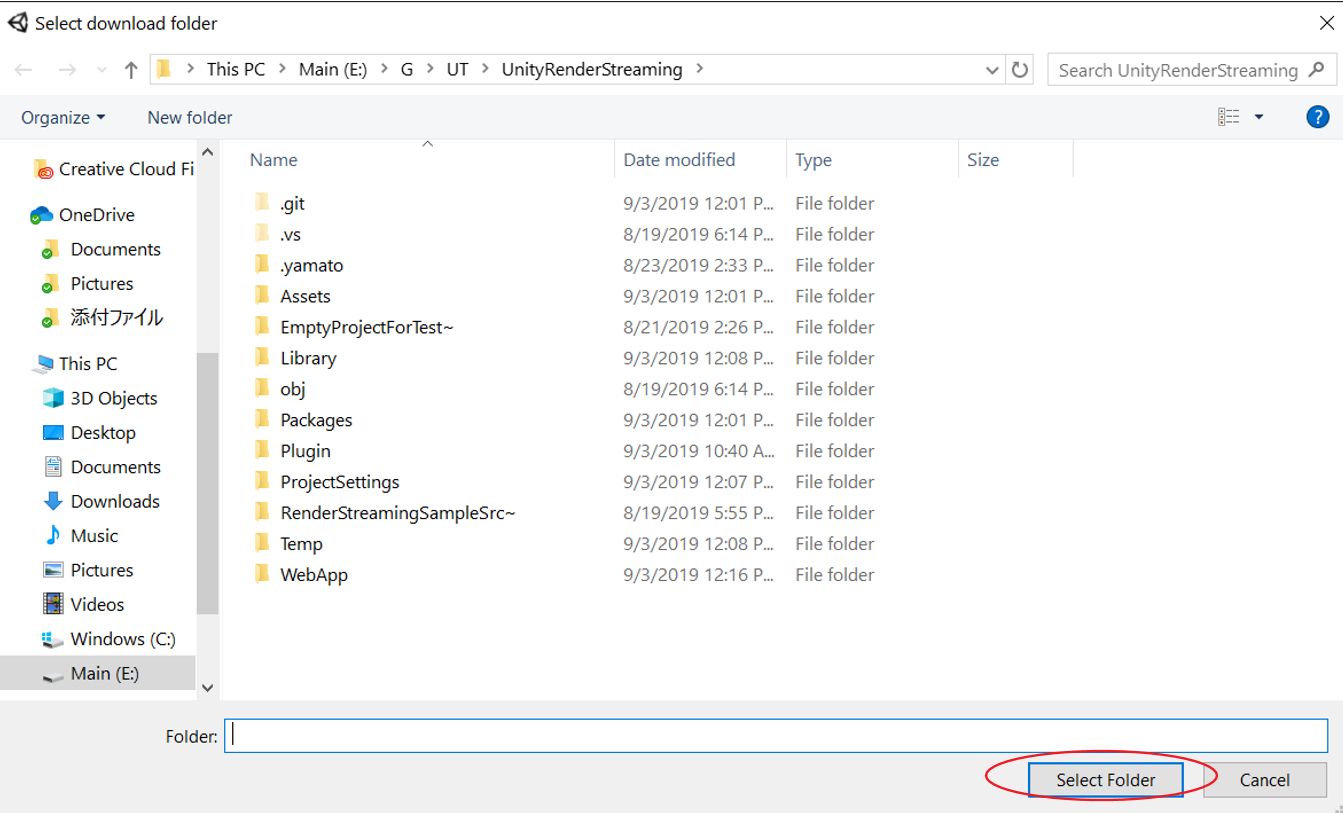 Select download folder
This PC > Main (E:) > G > UT > UnityRenderStreaming >
Search UnityRenderStreaming
Organize
New folder
?
Creative Cloud Fi
OneDrive
Documents
Pictures
添付ファイル
This PC
3D Objects
Desktop
Documents
Downloads
Music
Pictures
Videos
Windows (C:)
Main (E:)
Name Date modified Type Size
.git 9/3/2019 12:01 P... File folder
.vs 8/19/2019 6:14 P... File folder
.yamato 8/23/2019 2:33 P... File folder
Assets 9/3/2019 12:01 P... File folder
EmptyProjectForTest~ 8/21/2019 2:26 P... File folder
Library 9/3/2019 12:08 P... File folder
obj 8/19/2019 6:14 P... File folder
Packages 9/3/2019 12:01 P... File folder
Plugin 9/3/2019 10:40 A... File folder
ProjectSettings 9/3/2019 12:07 P... File folder
RenderStreamingSampleSrc~ 8/19/2019 5:55 P... File folder
Temp 9/3/2019 12:08 P... File folder
WebApp 9/3/2019 12:16 P... File folder
Folder:
Select Folder
Cancel